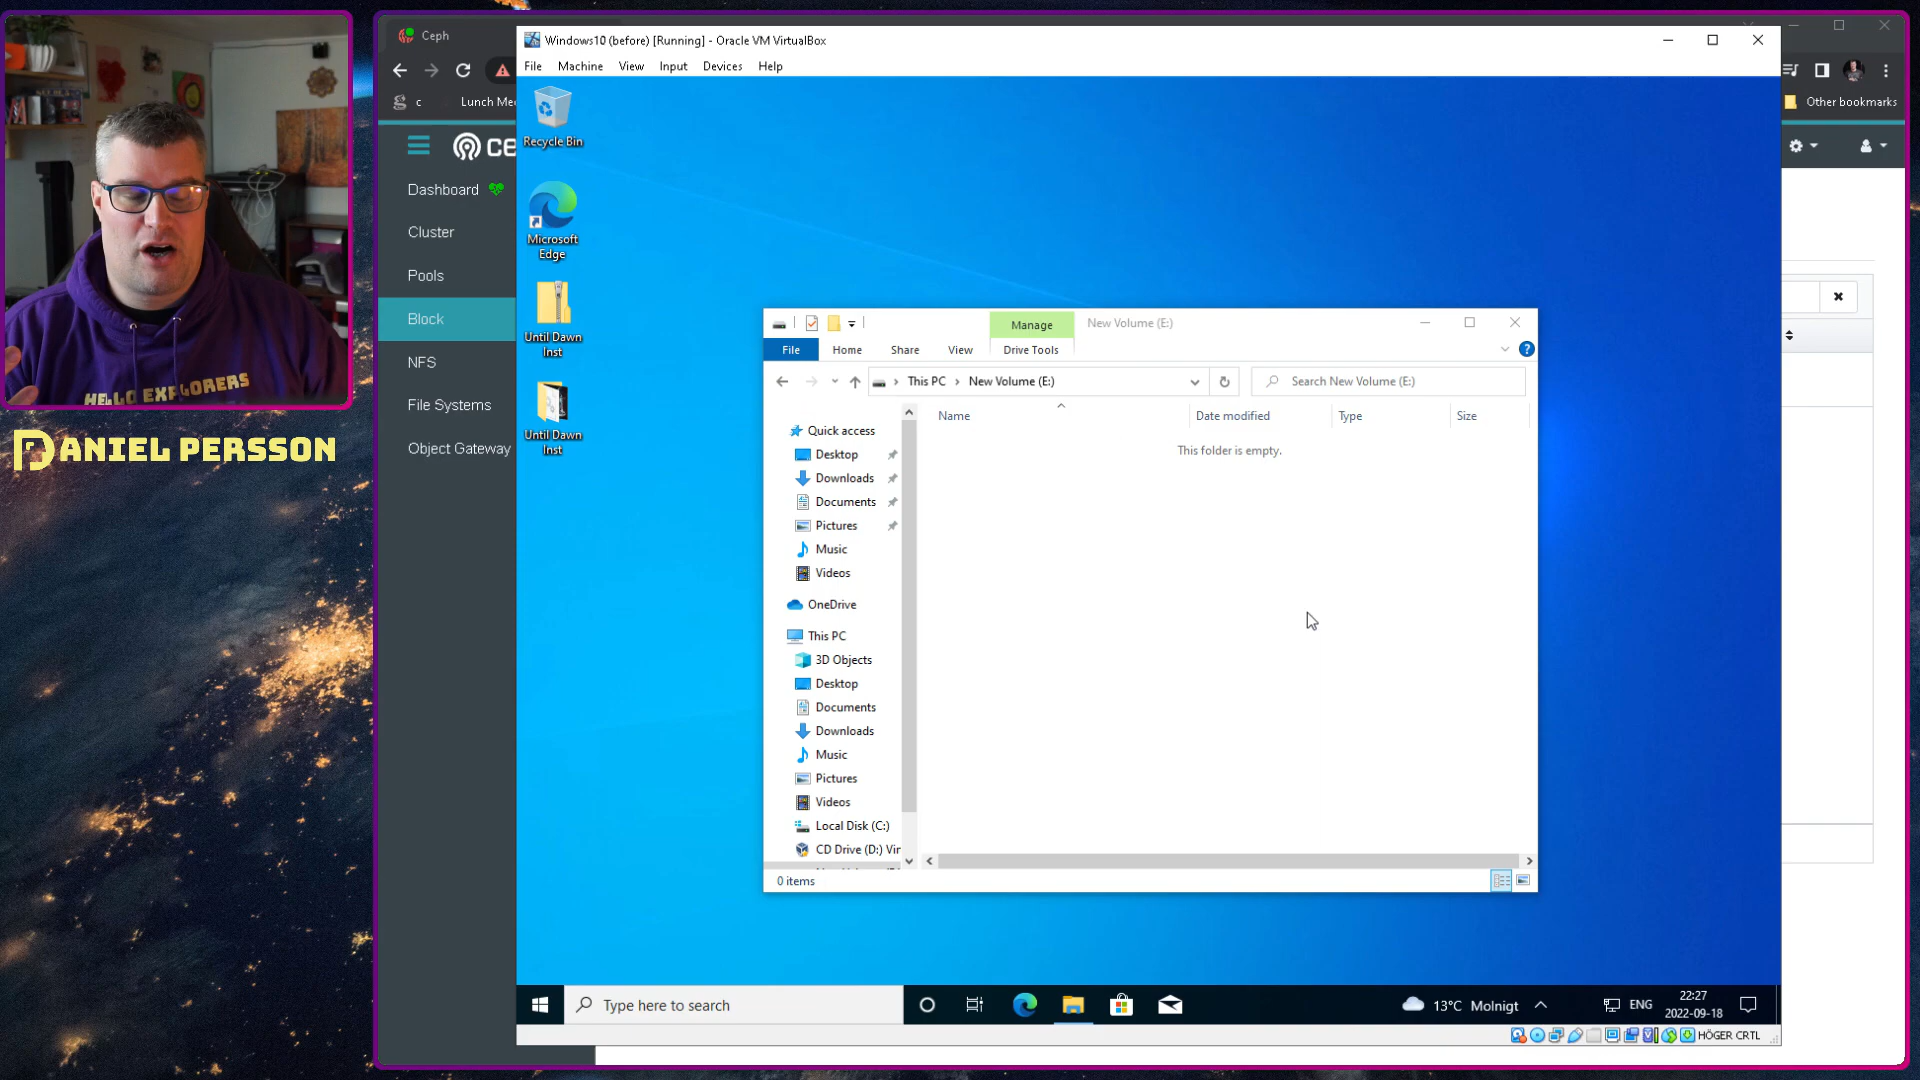 HELLO EXPLORERS
DANIEL PERSSON
Ceph
c
Lunch Me
Other bookmarks
ce
Dashboard
Cluster
Pools
Block
NFS
File Systems
Object Gateway
Windows10 (before) [Running] - Oracle VM VirtualBox
File Machine View Input Devices Help
Recycle Bin
Microsoft
Edge
Until Dawn
Inst
Until Dawn
Inst
Manage
New Volume (E:)
File Home Share View Drive Tools
This PC > New Volume (E:)
Search New Volume (E:)
Name Date modified Type Size
This folder is empty.
Quick access
Desktop
Downloads
Documents
Pictures
Music
Videos
OneDrive
This PC
3D Objects
Desktop
Documents
Downloads
Music
Pictures
Videos
Local Disk (C:)
CD Drive (D:) Vir
0 items
Type here to search
13°C Molnigt
ENG
22:27
2022-09-18
HÖGER CRTL